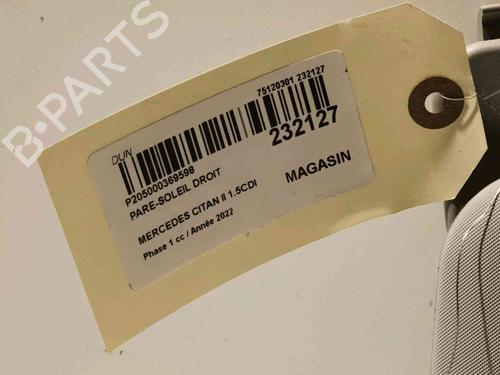 B-PARTS
DUN
75120301 232127
232127
P205000369598
PARE-SOLEIL DROIT
MAGASIN
MERCEDES CITAN II 1.5CDI
Phase 1 cc / Année 2022